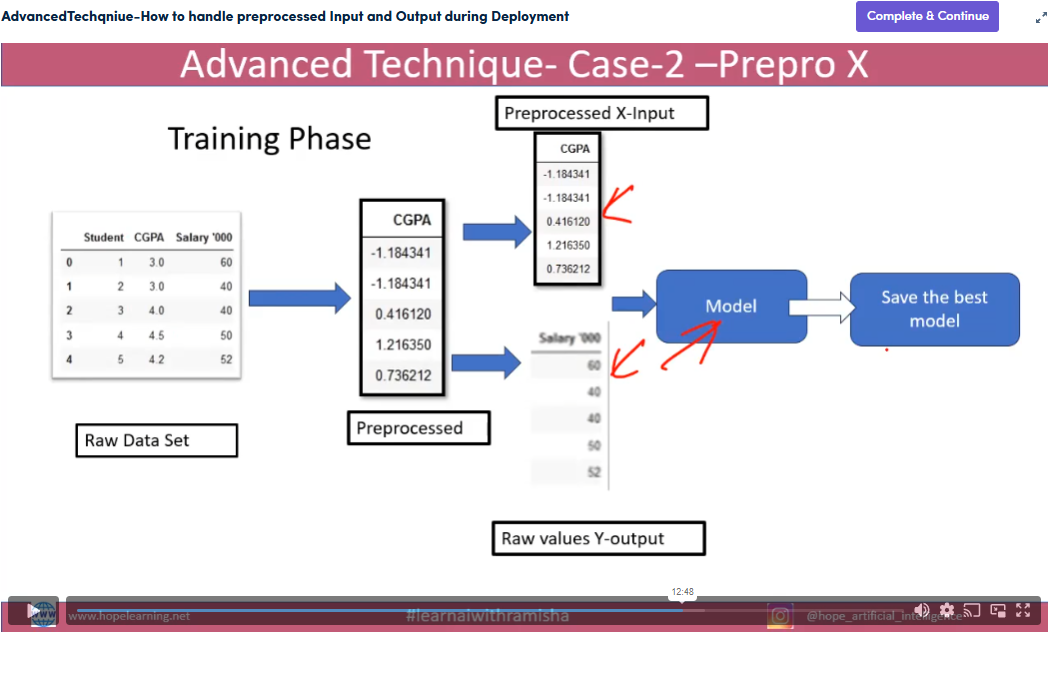 AdvancedTechqniue-How to handle preprocessed Input and Output during Deployment
Complete & Continue
Advanced Technique- Case-2 –Prepro X
Training Phase
Preprocessed X-Input
CGPA
-1.184341
-1.184341
0.416120
1.216350
0.736212
Student CGPA Salary '000
0 1 3.0 60
1 2 3.0 40
2 3 4.0 40
3 4 4.5 50
4 5 4.2 52
Raw Data Set
CGPA
-1.184341
-1.184341
0.416120
1.216350
0.736212
Preprocessed
Salary '000
60
40
40
50
52
Raw values Y-output
Model
Save the best
model
12:48
www
www.hopelearning.net
#learnaiwithramisha
@hope_artificial_intelligence